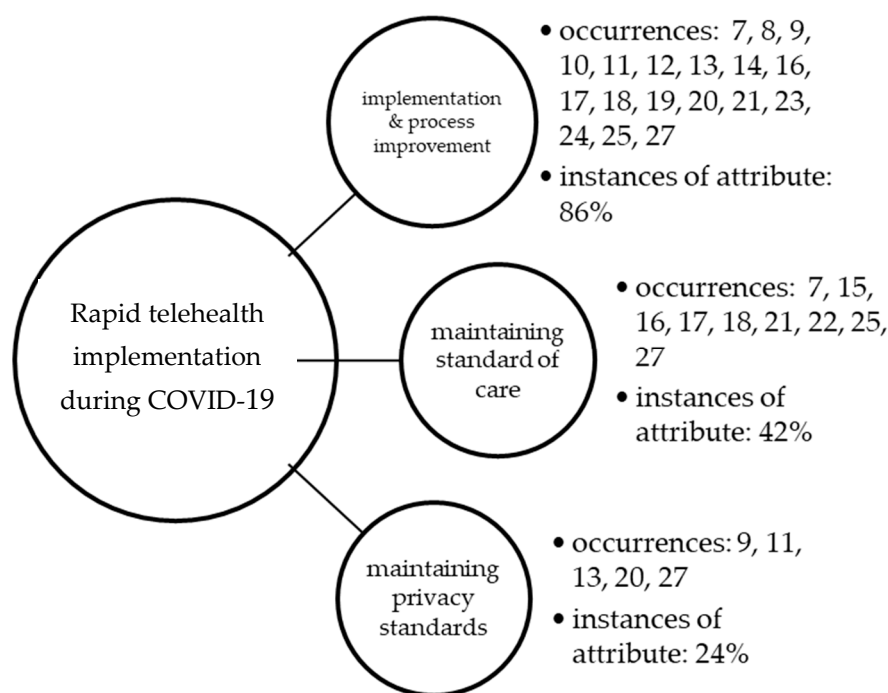 Rapid telehealth
implementation
during COVID-19
implementation
& process
improvement
• occurrences: 7, 8, 9,
10, 11, 12, 13, 14, 16,
17, 18, 19, 20, 21, 23,
24, 25, 27
• instances of attribute:
86%
maintaining
standard of
care
• occurrences: 7, 15,
16, 17, 18, 21, 22, 25,
27
• instances of
attribute: 42%
maintaining
privacy
standards
• occurrences: 9, 11,
13, 20, 27
• instances of
attribute: 24%